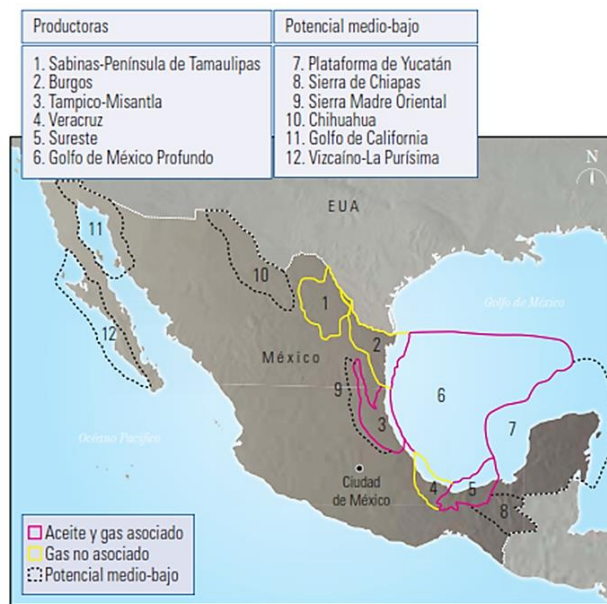 Productoras
1. Sabinas-Península de Tamaulipas
2. Burgos
3. Tampico-Misantla
4. Veracruz
5. Sureste
6. Golfo de México Profundo
Potencial medio-bajo
7. Plataforma de Yucatán
8. Sierra de Chiapas
9. Sierra Madre Oriental
10. Chihuahua
11. Golfo de California
12. Vizcaíno-La Purísima
N
EUA
11
10
1
Golfo de México
12
2
México
9
6
3
7
Océano Pacífico
Ciudad
de México
4
5
8
Aceite y gas asociado
Gas no asociado
Potencial medio-bajo